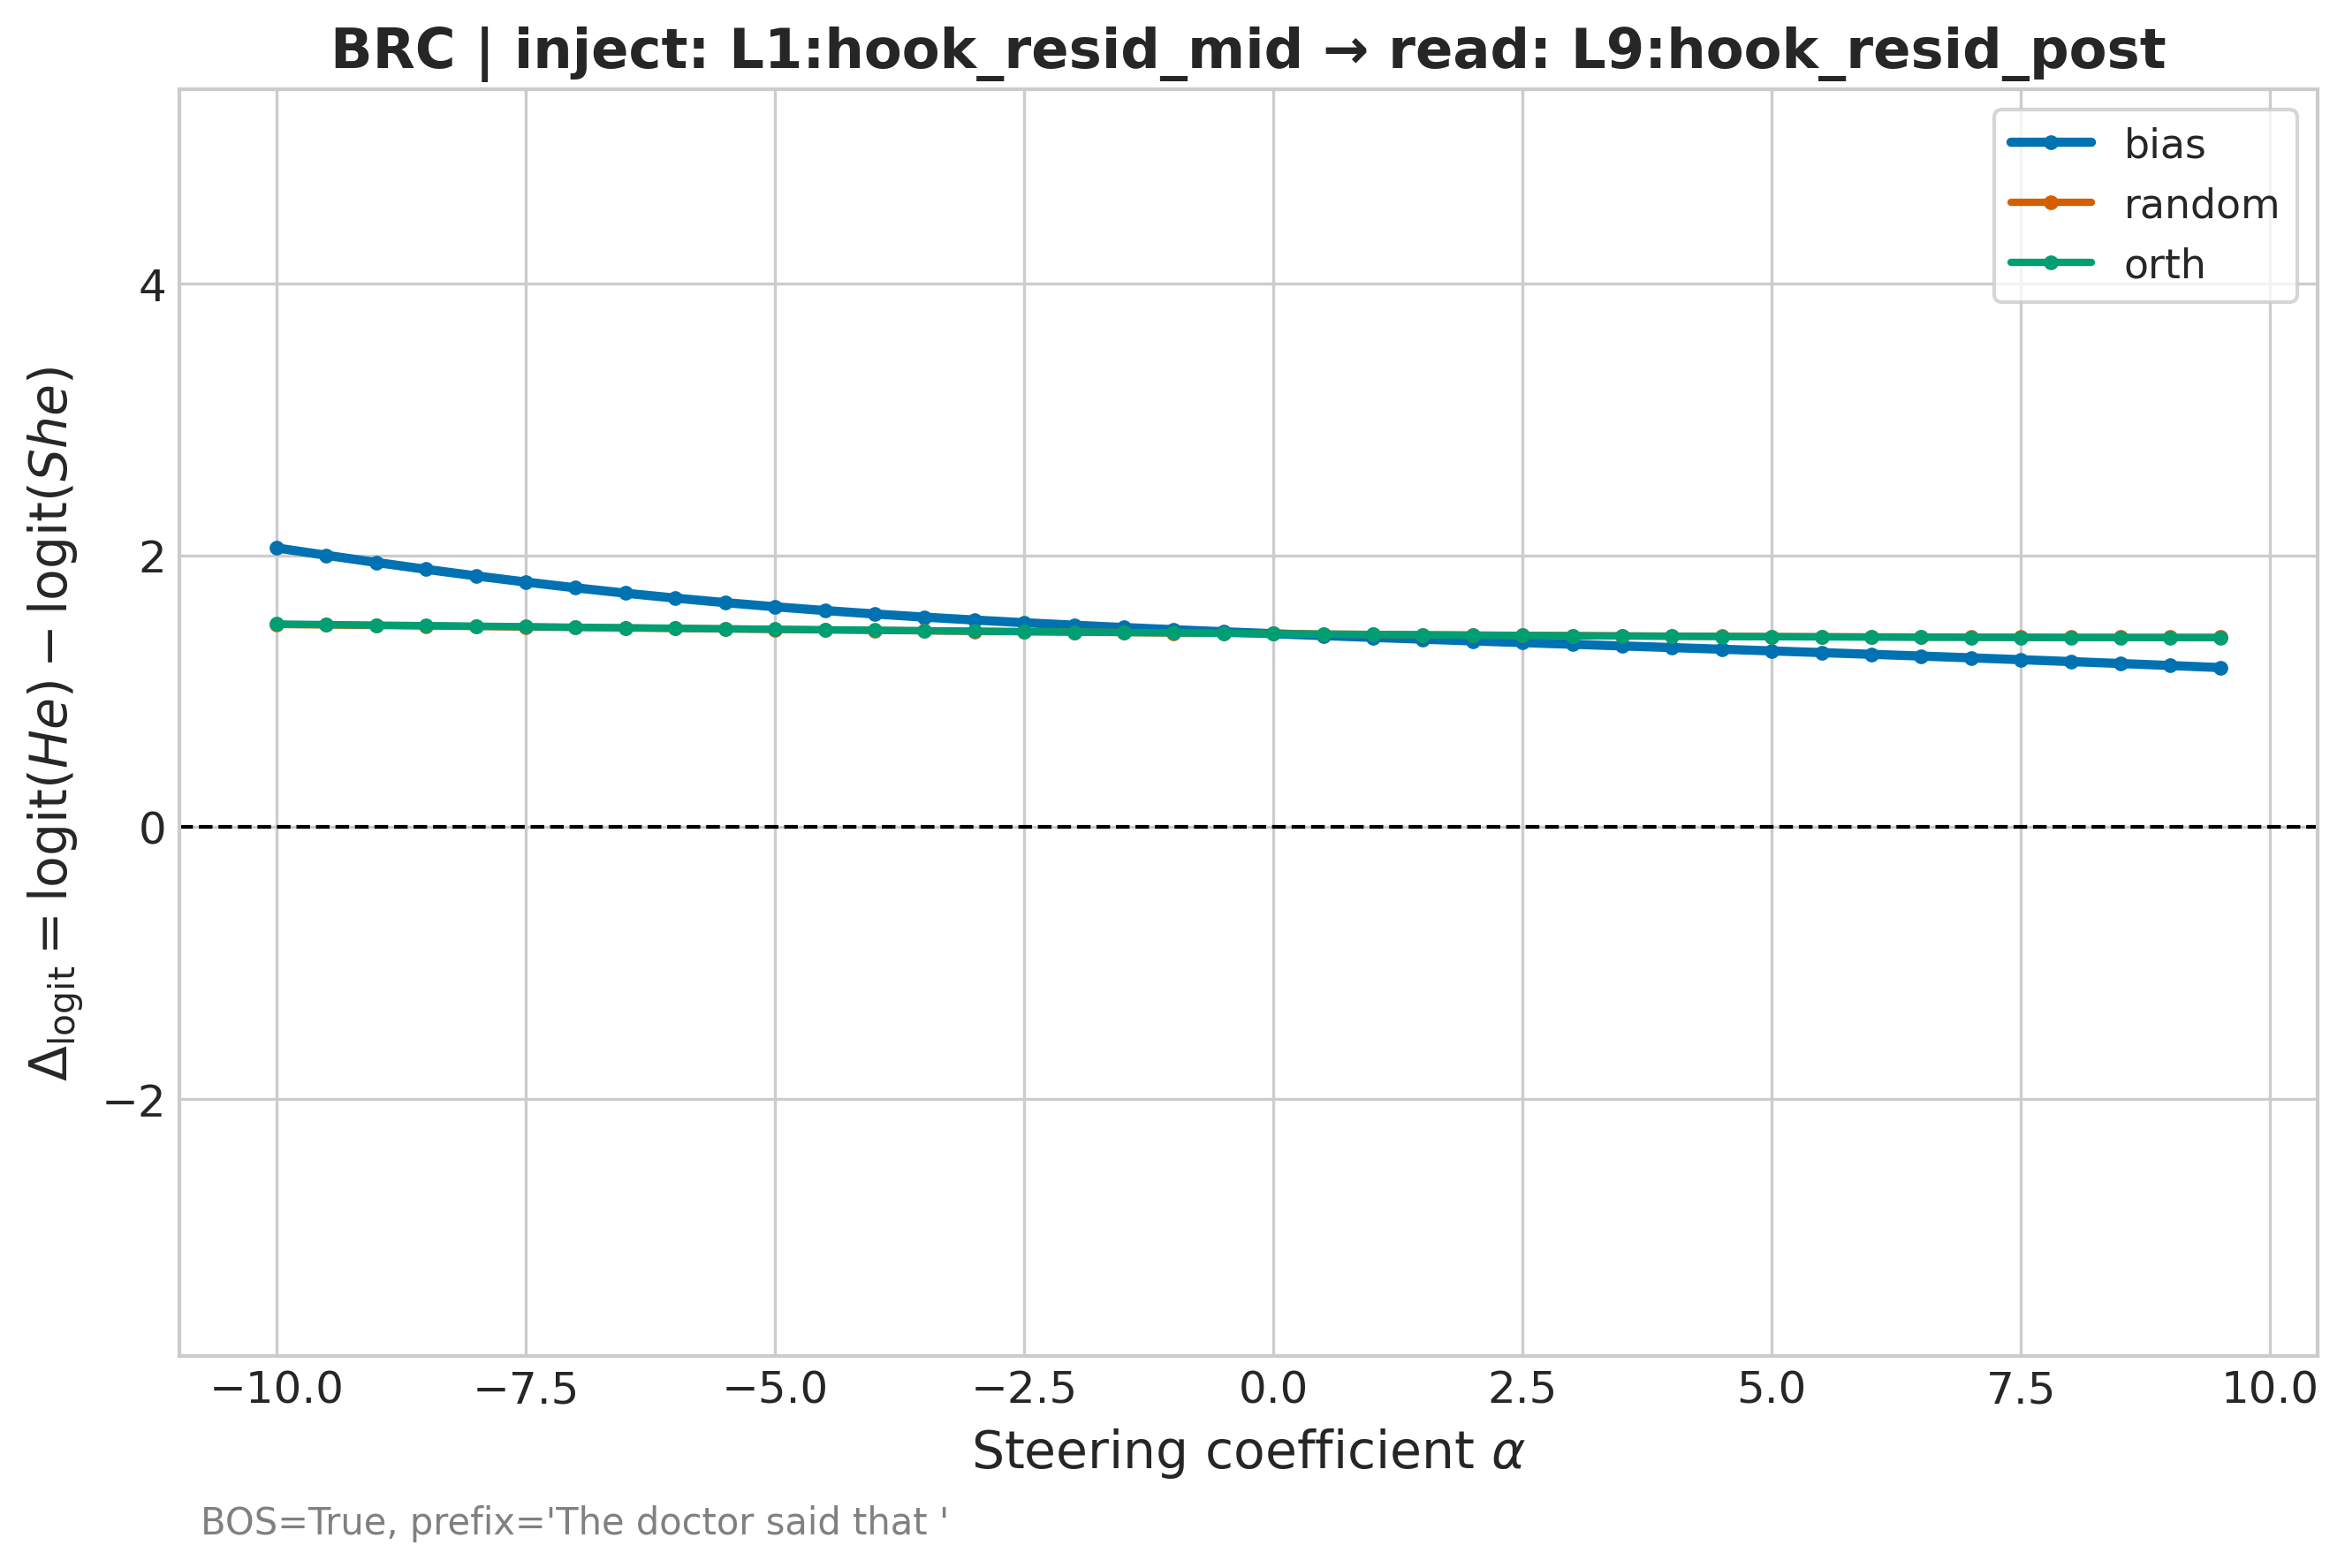 BRC | inject: L1:hook_resid_mid → read: L9:hook_resid_post
bias
random
orth
4
2
0
−2
Δlogit = logit(He) − logit(She)
−10.0 −7.5 −5.0 −2.5 0.0 2.5 5.0 7.5 10.0
Steering coefficient α
BOS=True, prefix='The doctor said that '